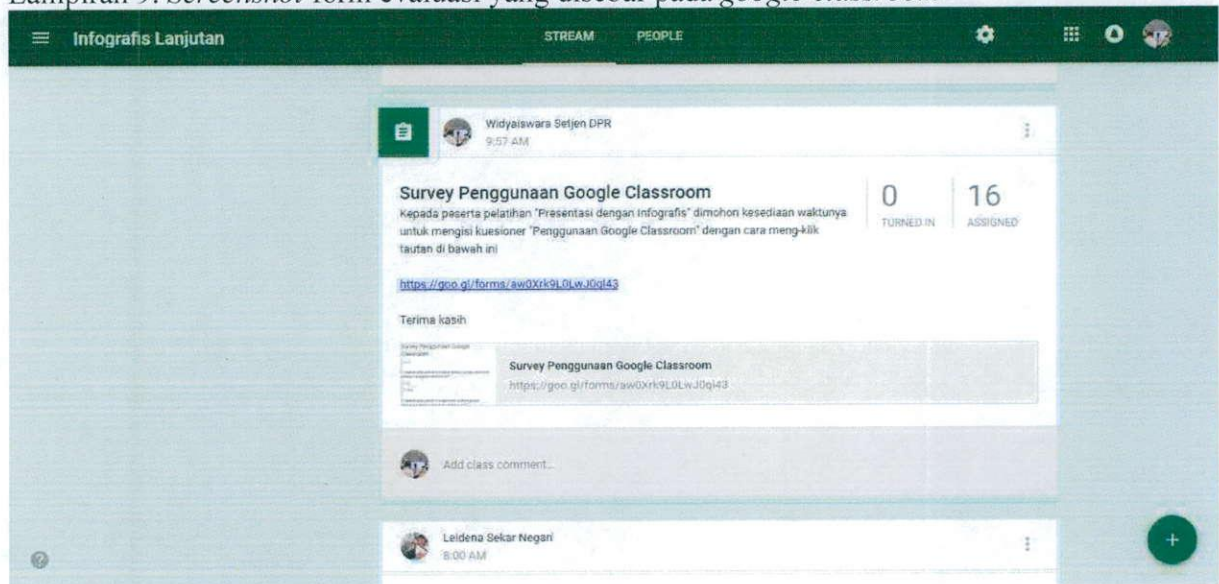 Lampiran 9. Screenshot form evaluasi yang disebar pada google classroom
Infografis Lanjutan
STREAM PEOPLE
Widyaiswara Setjen DPR
9:57 AM
Survey Penggunaan Google Classroom
Kepada peserta pelatihan "Presentasi dengan Infografis" dimohon kesediaan waktunya
untuk mengisi kuesioner "Penggunaan Google Classroom" dengan cara meng-klik
tautan di bawah ini
0 TURNED IN
16 ASSIGNED
https://goo.gl/forms/aw0Xrk9L0LwJ0ql43
Terima kasih
Survey Penggunaan Google Classroom
https://goo.gl/forms/aw0Xrk9L0LwJ0ql43
Add class comment...
Leidena Sekar Negari
8:00 AM